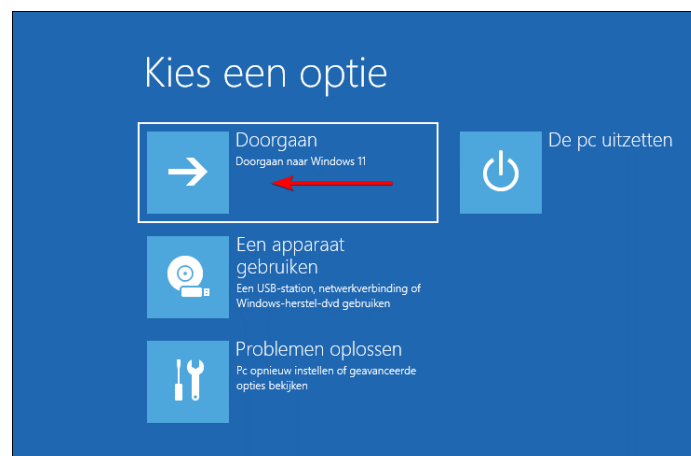 Kies een optie
Doorgaan
Doorgaan naar Windows 11
De pc uitzetten
Een apparaat
gebruiken
Een USB-station, netwerkverbinding of
Windows-herstel-dvd gebruiken
Problemen oplossen
Pc opnieuw instellen of geavanceerde
opties bekijken